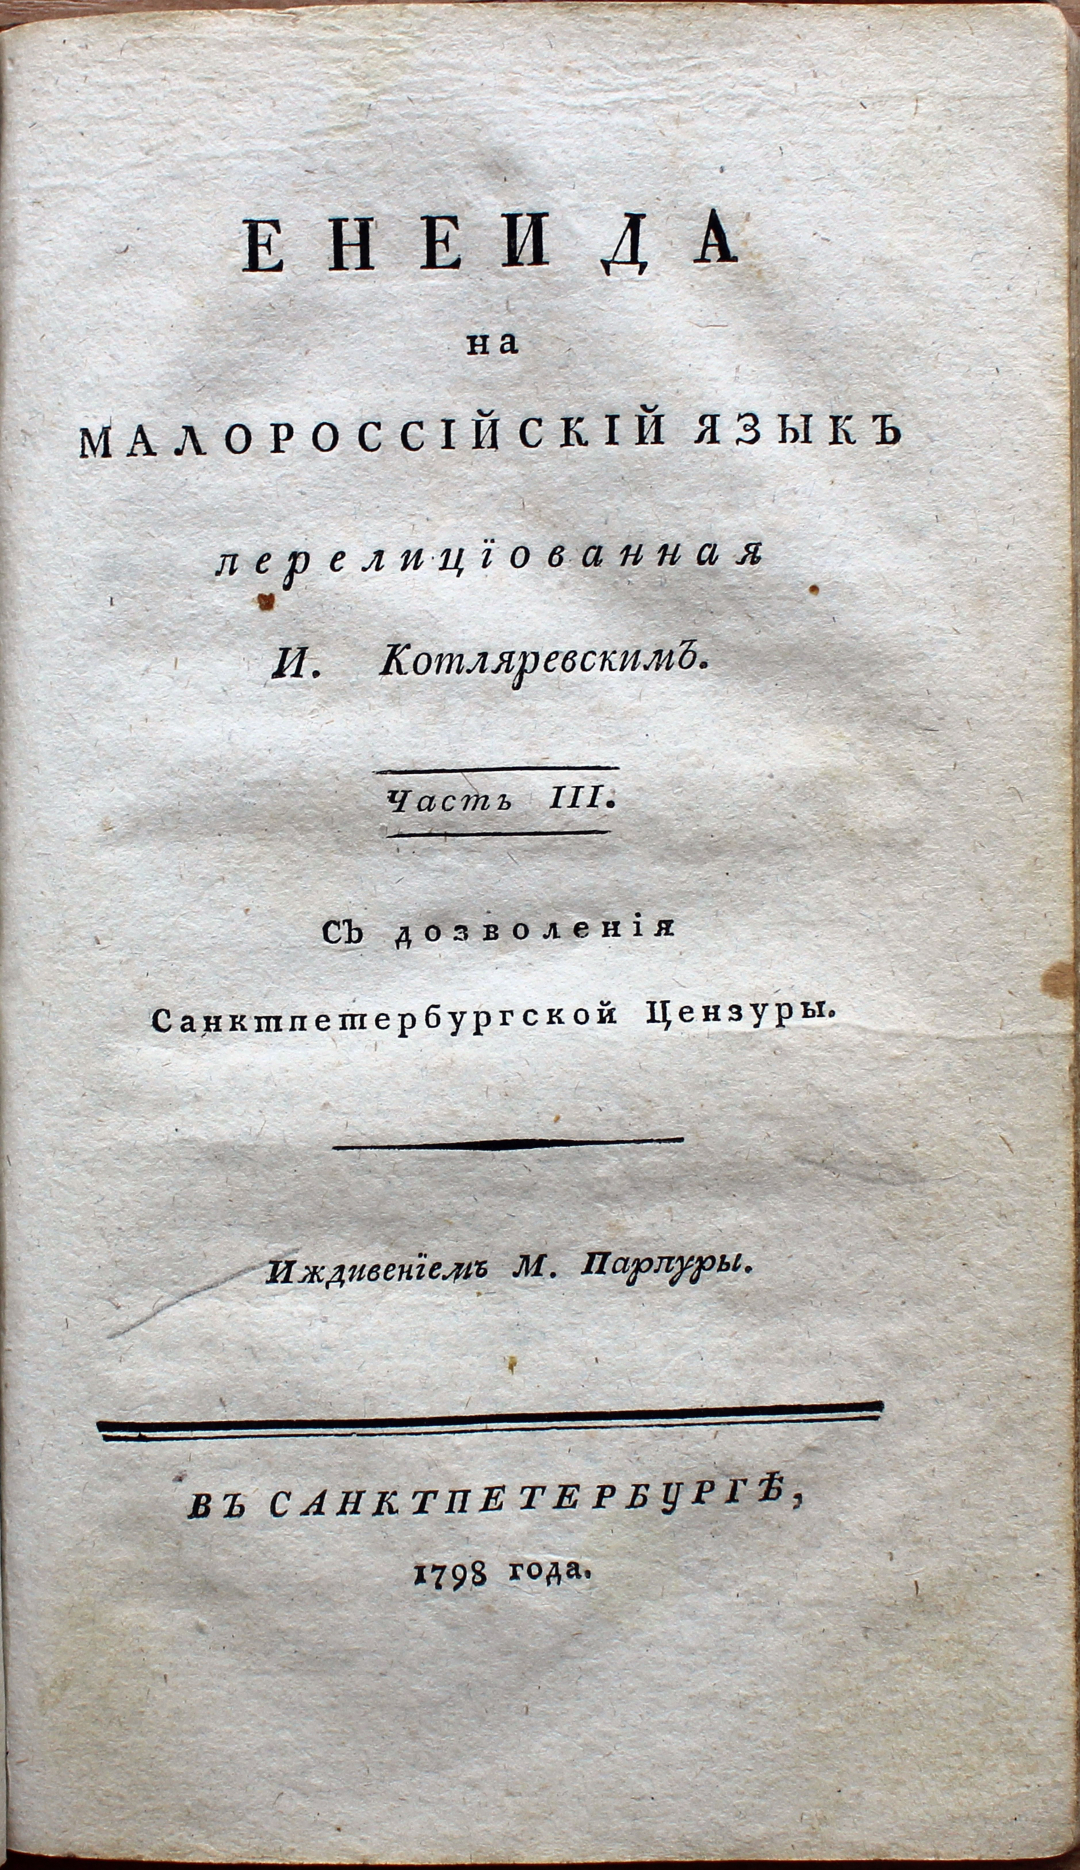 ЕНЕИДА
на
МАЛОРОССІЙСКІЙ ЯЗЫКЪ
перелицїованная
И. Котляревскимъ.
Часть III.
Съ дозволенія
Санктпетербургской Цензуры.
Иждивенїемъ М. Парпуры.
ВЪ САНКТПЕТЕРБУРГѢ,
1798 года.